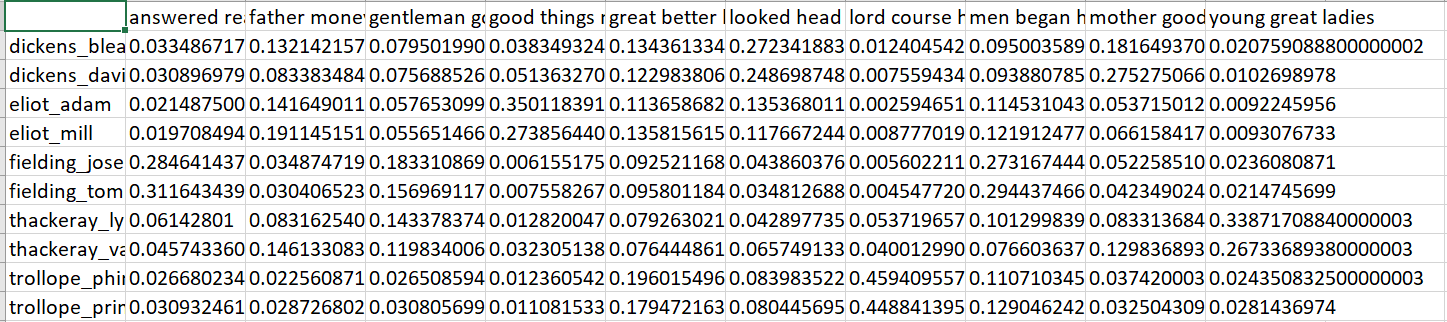 answered re father mone gentleman g good things great better looked head lord course men began mother good young great ladies
dickens_blea 0.033486717 0.132142157 0.079501990 0.038349324 0.134361334 0.272341883 0.012404542 0.095003589 0.181649370 0.020759088800000002
dickens_davi 0.030896979 0.083383484 0.075688526 0.051363270 0.122983806 0.248698748 0.007559434 0.093880785 0.275275066 0.0102698978
eliot_adam 0.021487500 0.141649011 0.057653099 0.350118391 0.113658682 0.135368011 0.002594651 0.114531043 0.053715012 0.0092245956
eliot_mill 0.019708494 0.191145151 0.055651466 0.273856440 0.135815615 0.117667244 0.008777019 0.121912477 0.066158417 0.0093076733
fielding_jose 0.284641437 0.034874719 0.183310869 0.006155175 0.092521168 0.043860376 0.005602211 0.273167444 0.052258510 0.0236080871
fielding_tom 0.311643439 0.030406523 0.156969117 0.007558267 0.095801184 0.034812688 0.004547720 0.294437466 0.042349024 0.0214745699
thackeray_ly 0.06142801 0.083162540 0.143378374 0.012820047 0.079263021 0.042897735 0.053719657 0.101299839 0.083313684 0.33871708840000003
thackeray_va 0.045743360 0.146133083 0.119834006 0.032305138 0.076444861 0.065749133 0.040012990 0.076603637 0.129836893 0.26733689380000003
trollope_phi 0.026680234 0.022560871 0.026508594 0.012360542 0.196015496 0.083983522 0.459409557 0.110710345 0.037420003 0.024350832500000003
trollope_prir 0.030932461 0.028726802 0.030805699 0.011081533 0.179472163 0.080445695 0.448841395 0.129046242 0.032504309 0.0281436974